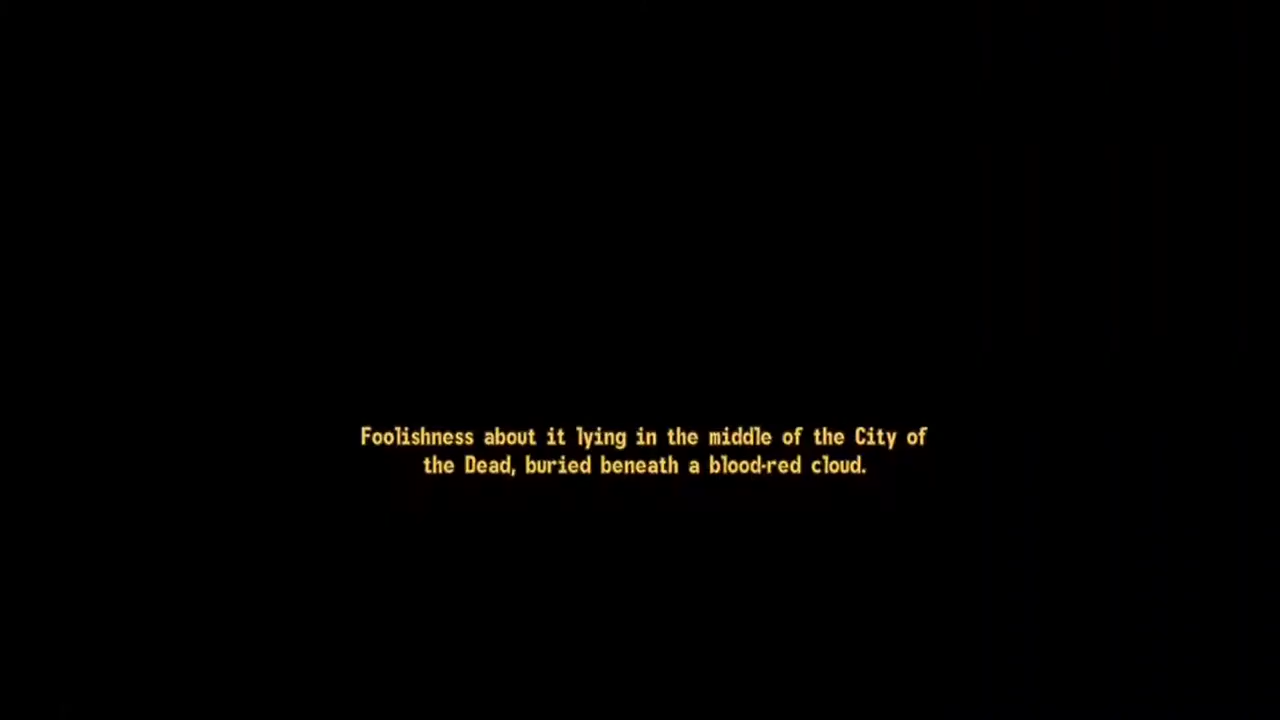 Foolishness about it lying in the middle of the City of
the Dead, buried beneath a blood-red cloud.